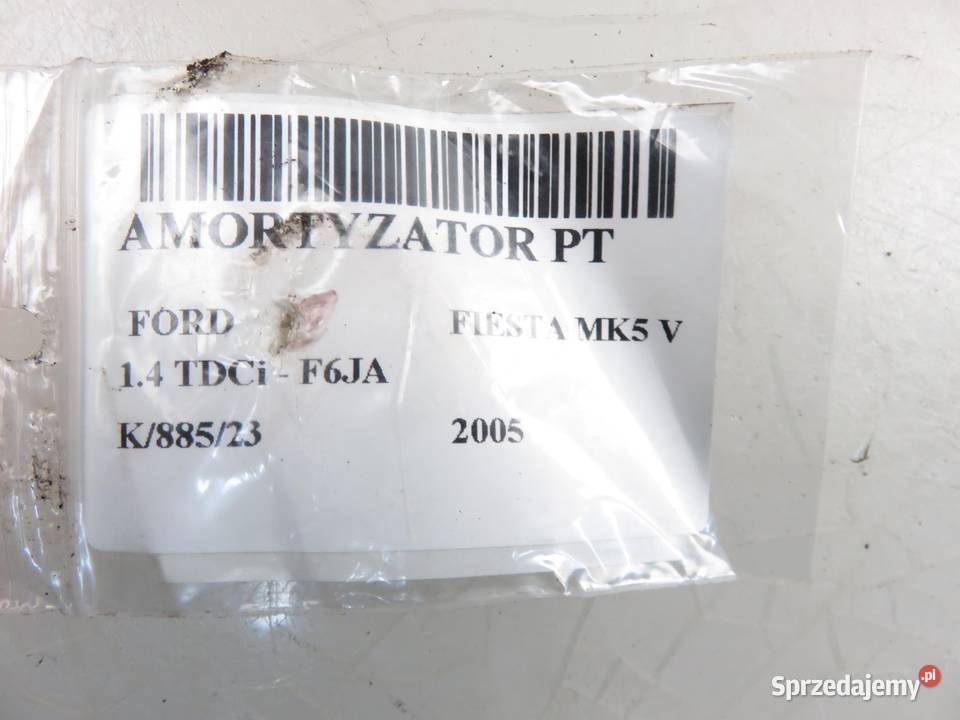 AMORTYZATOR PT
FORD FIESTA MK5 V
1.4 TDCi - F6JA
K/885/23 2005
Sprzedajemy.pl